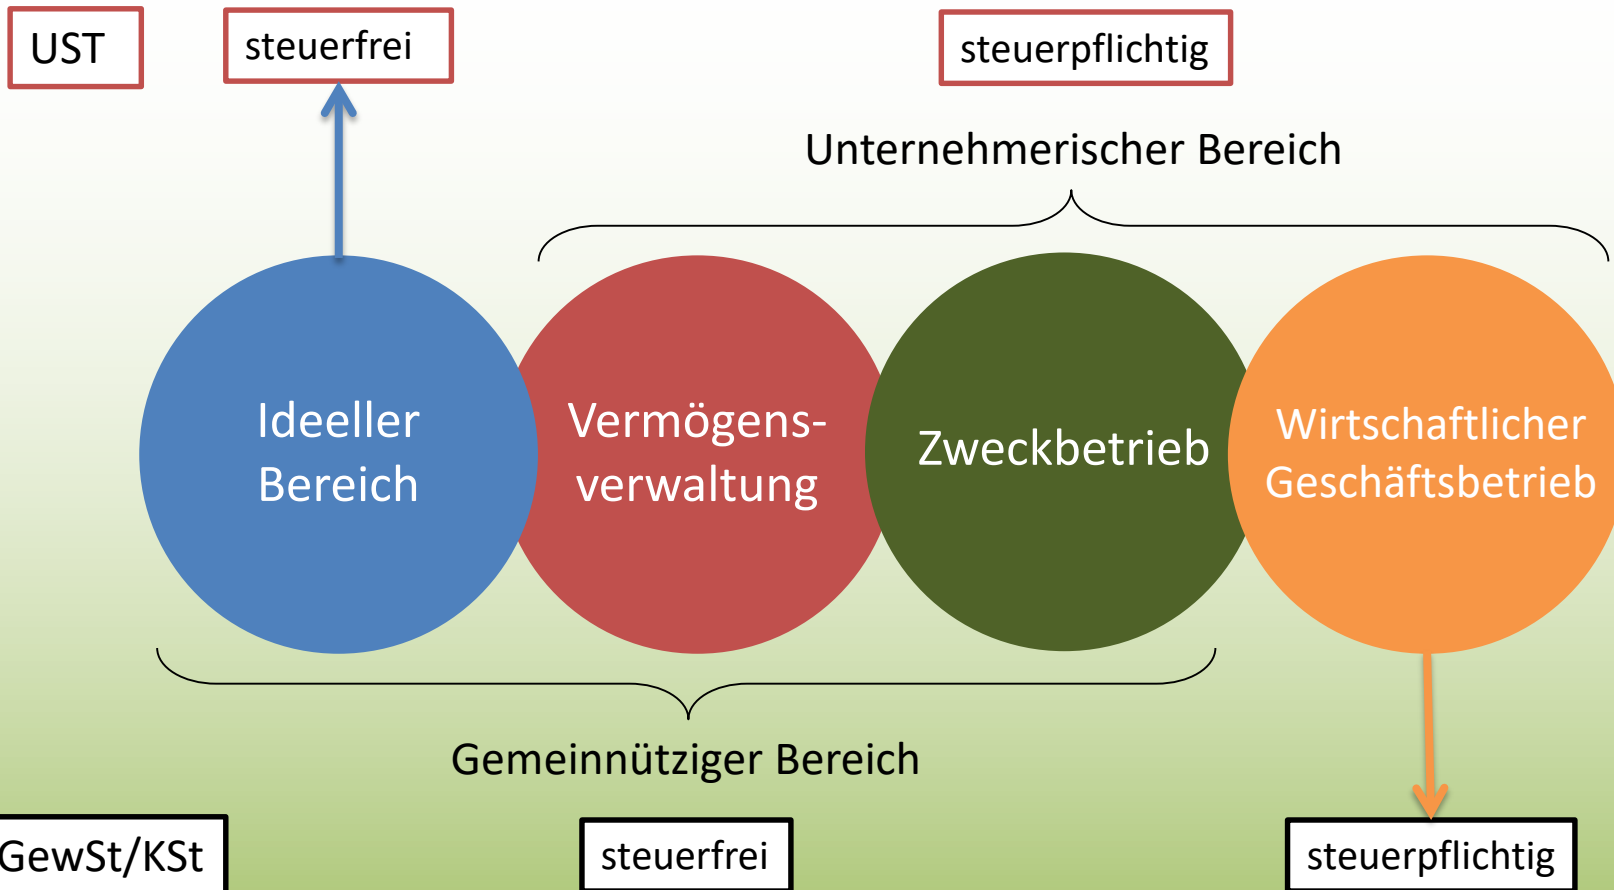 UST
steuerfrei
steuerpflichtig
Unternehmerischer Bereich
Ideeller
Bereich
Vermögens-
verwaltung
Zweckbetrieb
Wirtschaftlicher
Geschäftsbetrieb
Gemeinnütziger Bereich
GewSt/KSt
steuerfrei
steuerpflichtig